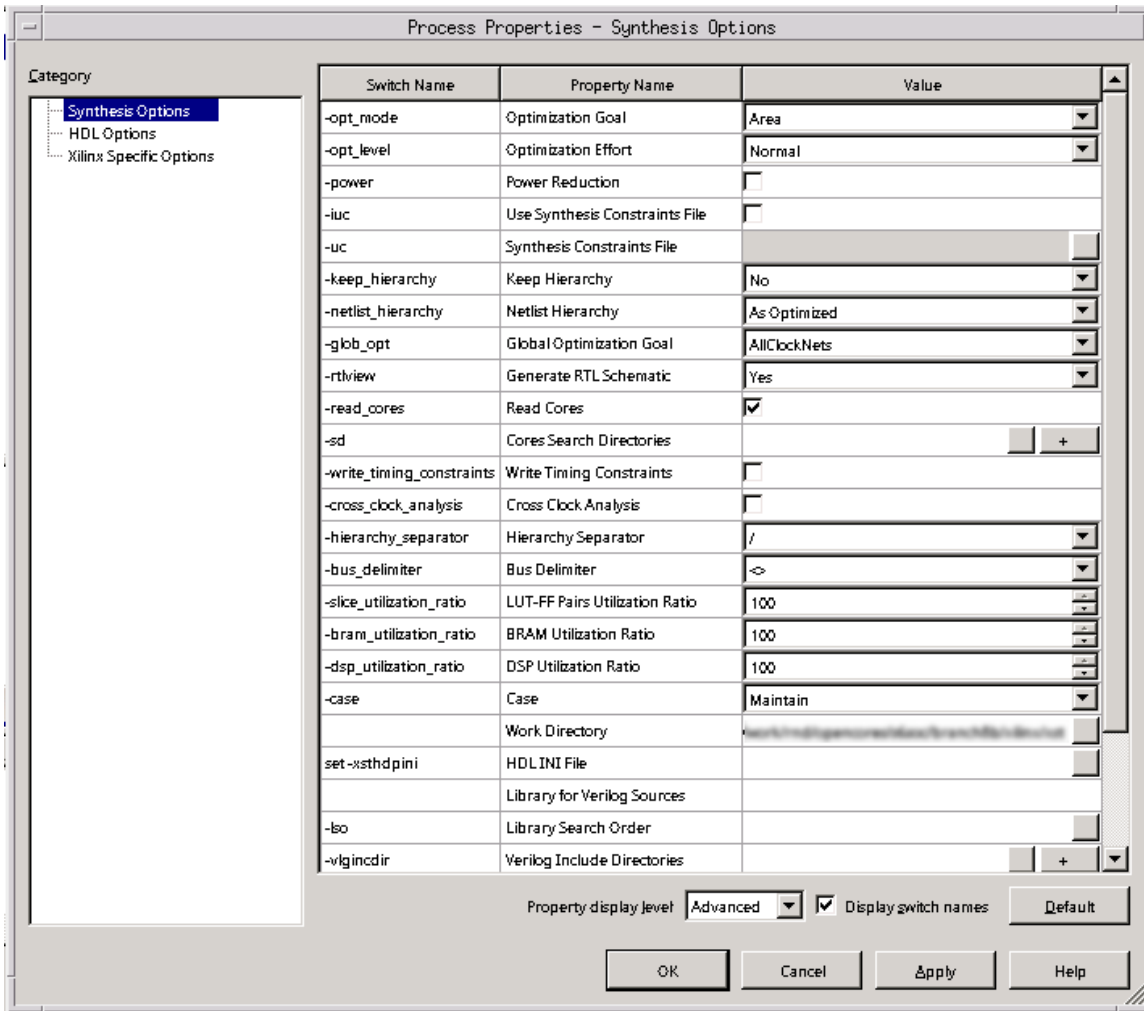 Process Properties - Synthesis Options
Category
Synthesis Options
HDL Options
Xilinx Specific Options
Switch Name Property Name Value
-opt_mode Optimization Goal Area
-opt_level Optimization Effort Normal
-power Power Reduction
-iuc Use Synthesis Constraints File
-uc Synthesis Constraints File
-keep_hierarchy Keep Hierarchy No
-netlist_hierarchy Netlist Hierarchy As Optimized
-glob_opt Global Optimization Goal AllClockNets
-rtlview Generate RTL Schematic Yes
-read_cores Read Cores
-sd Cores Search Directories +
-write_timing_constraints Write Timing Constraints
-cross_clock_analysis Cross Clock Analysis
-hierarchy_separator Hierarchy Separator /
-bus_delimiter Bus Delimiter <>
-slice_utilization_ratio LUT-FF Pairs Utilization Ratio 100
-bram_utilization_ratio BRAM Utilization Ratio 100
-dsp_utilization_ratio DSP Utilization Ratio 100
-case Case Maintain
Work Directory
set -xsthdpini HDL INI File
Library for Verilog Sources
-lso Library Search Order
-vlgincdir Verilog Include Directories +
Property display level Advanced Display switch names Default
OK Cancel Apply Help